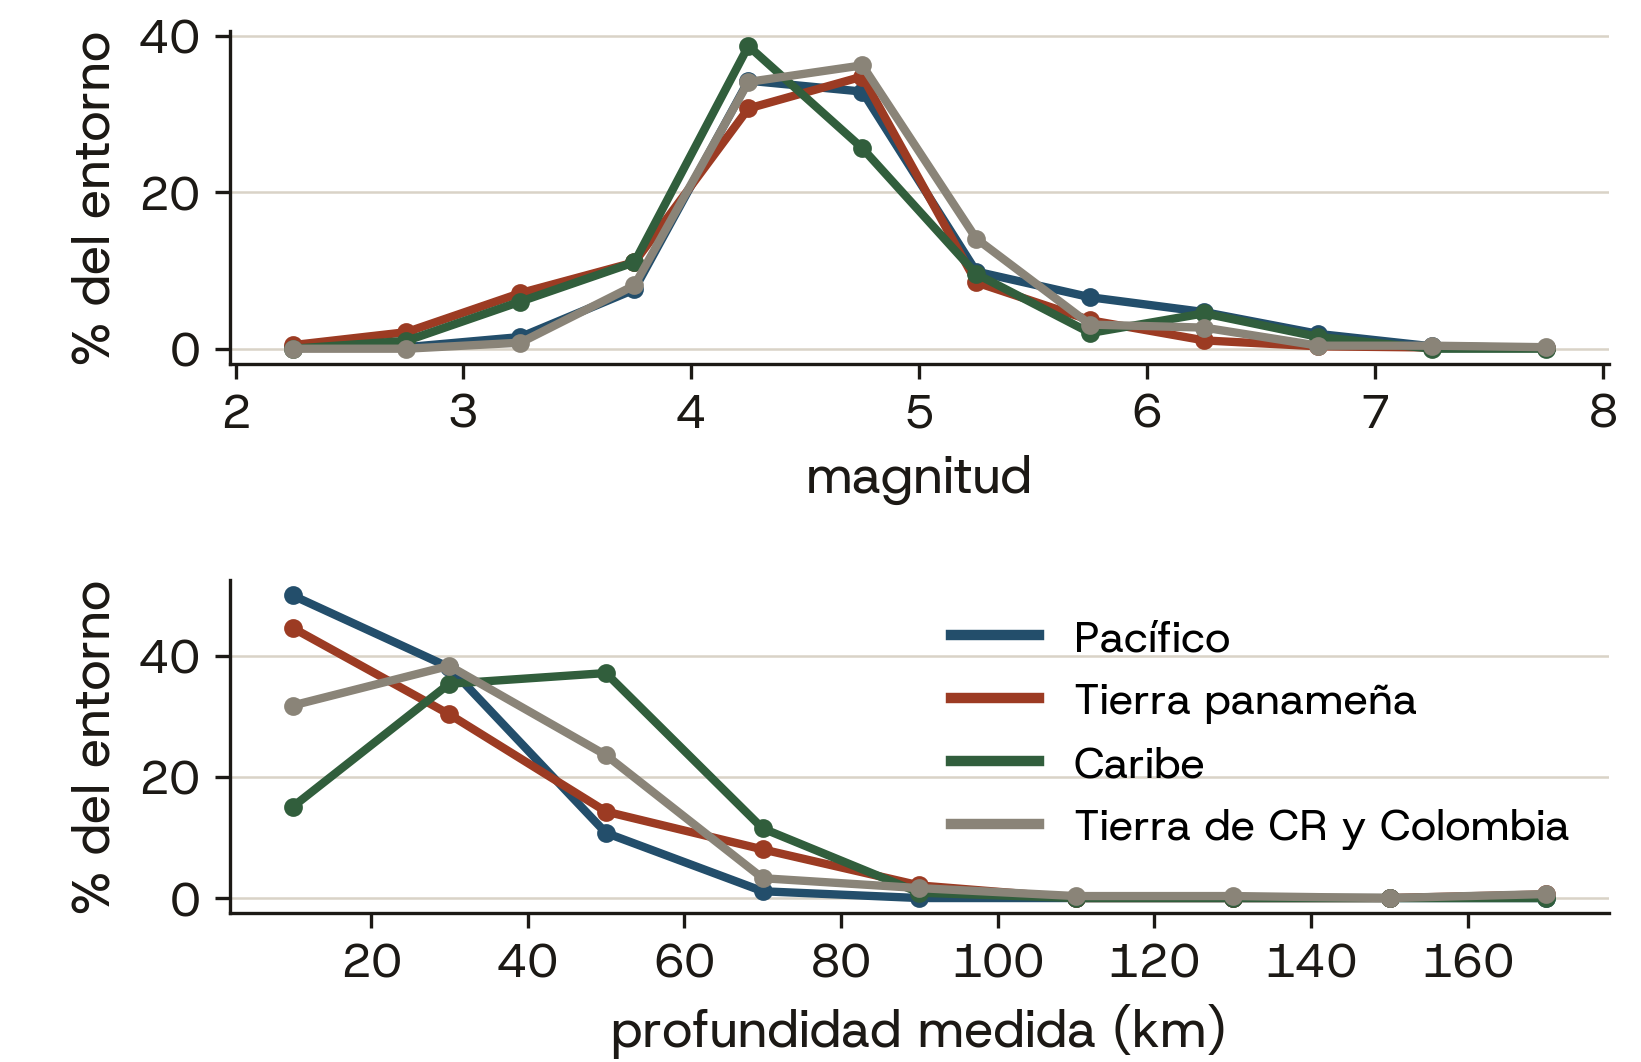 % del entorno
40
20
0
2 3 4 5 6 7 8
magnitud
% del entorno
40
20
0
Pacífico
Tierra panameña
Caribe
Tierra de CR y Colombia
20 40 60 80 100 120 140 160
profundidad medida (km)